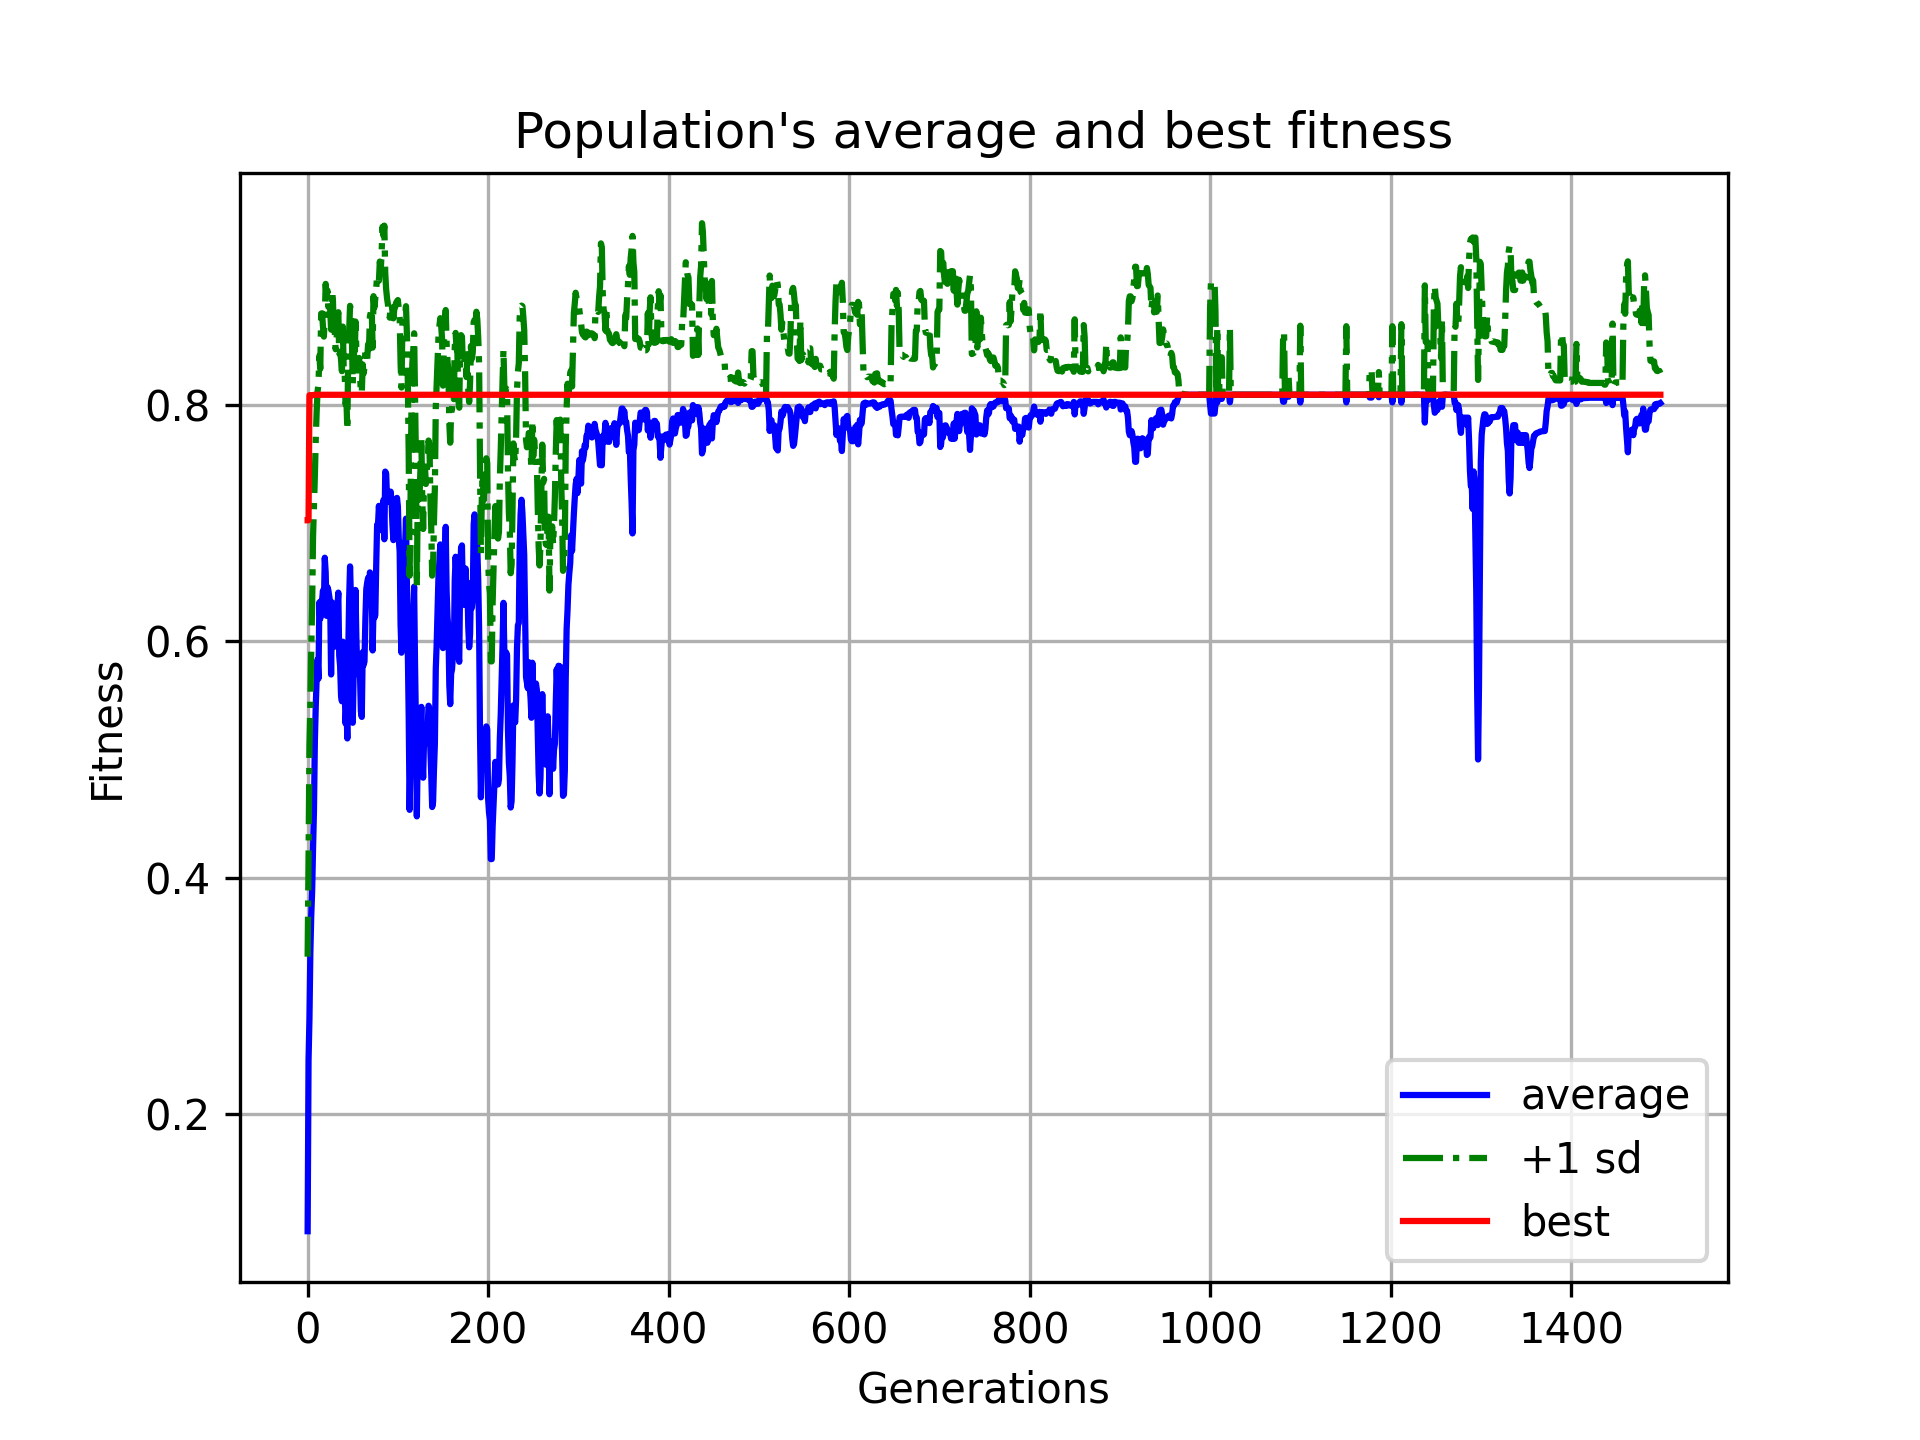 Population's average and best fitness
Fitness
0.8
0.6
0.4
0.2
average
+1 sd
best
0 200 400 600 800 1000 1200 1400
Generations